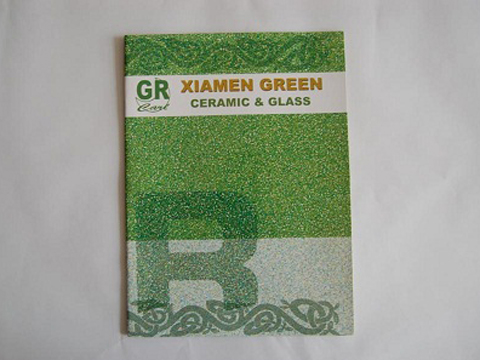 GR
XIAMEN GREEN
CERAMIC & GLASS
R